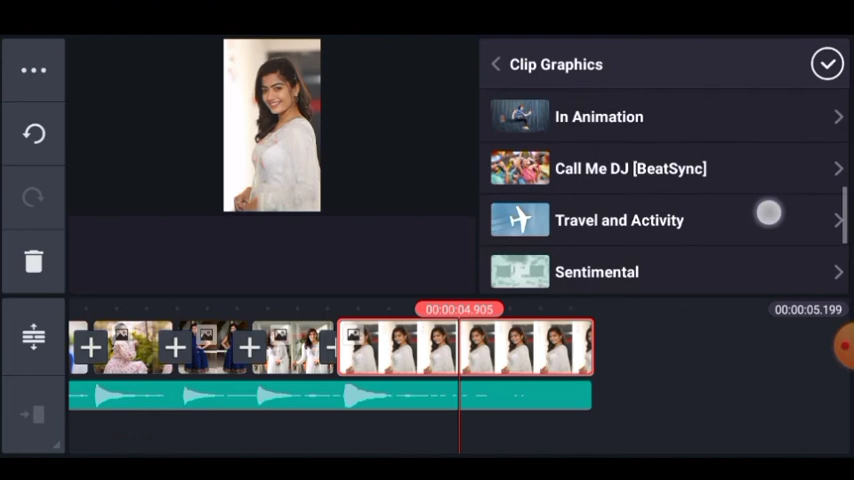 Clip Graphics
In Animation
Call Me DJ [BeatSync]
Travel and Activity
Sentimental
00:00:04.905
00:00:05.199